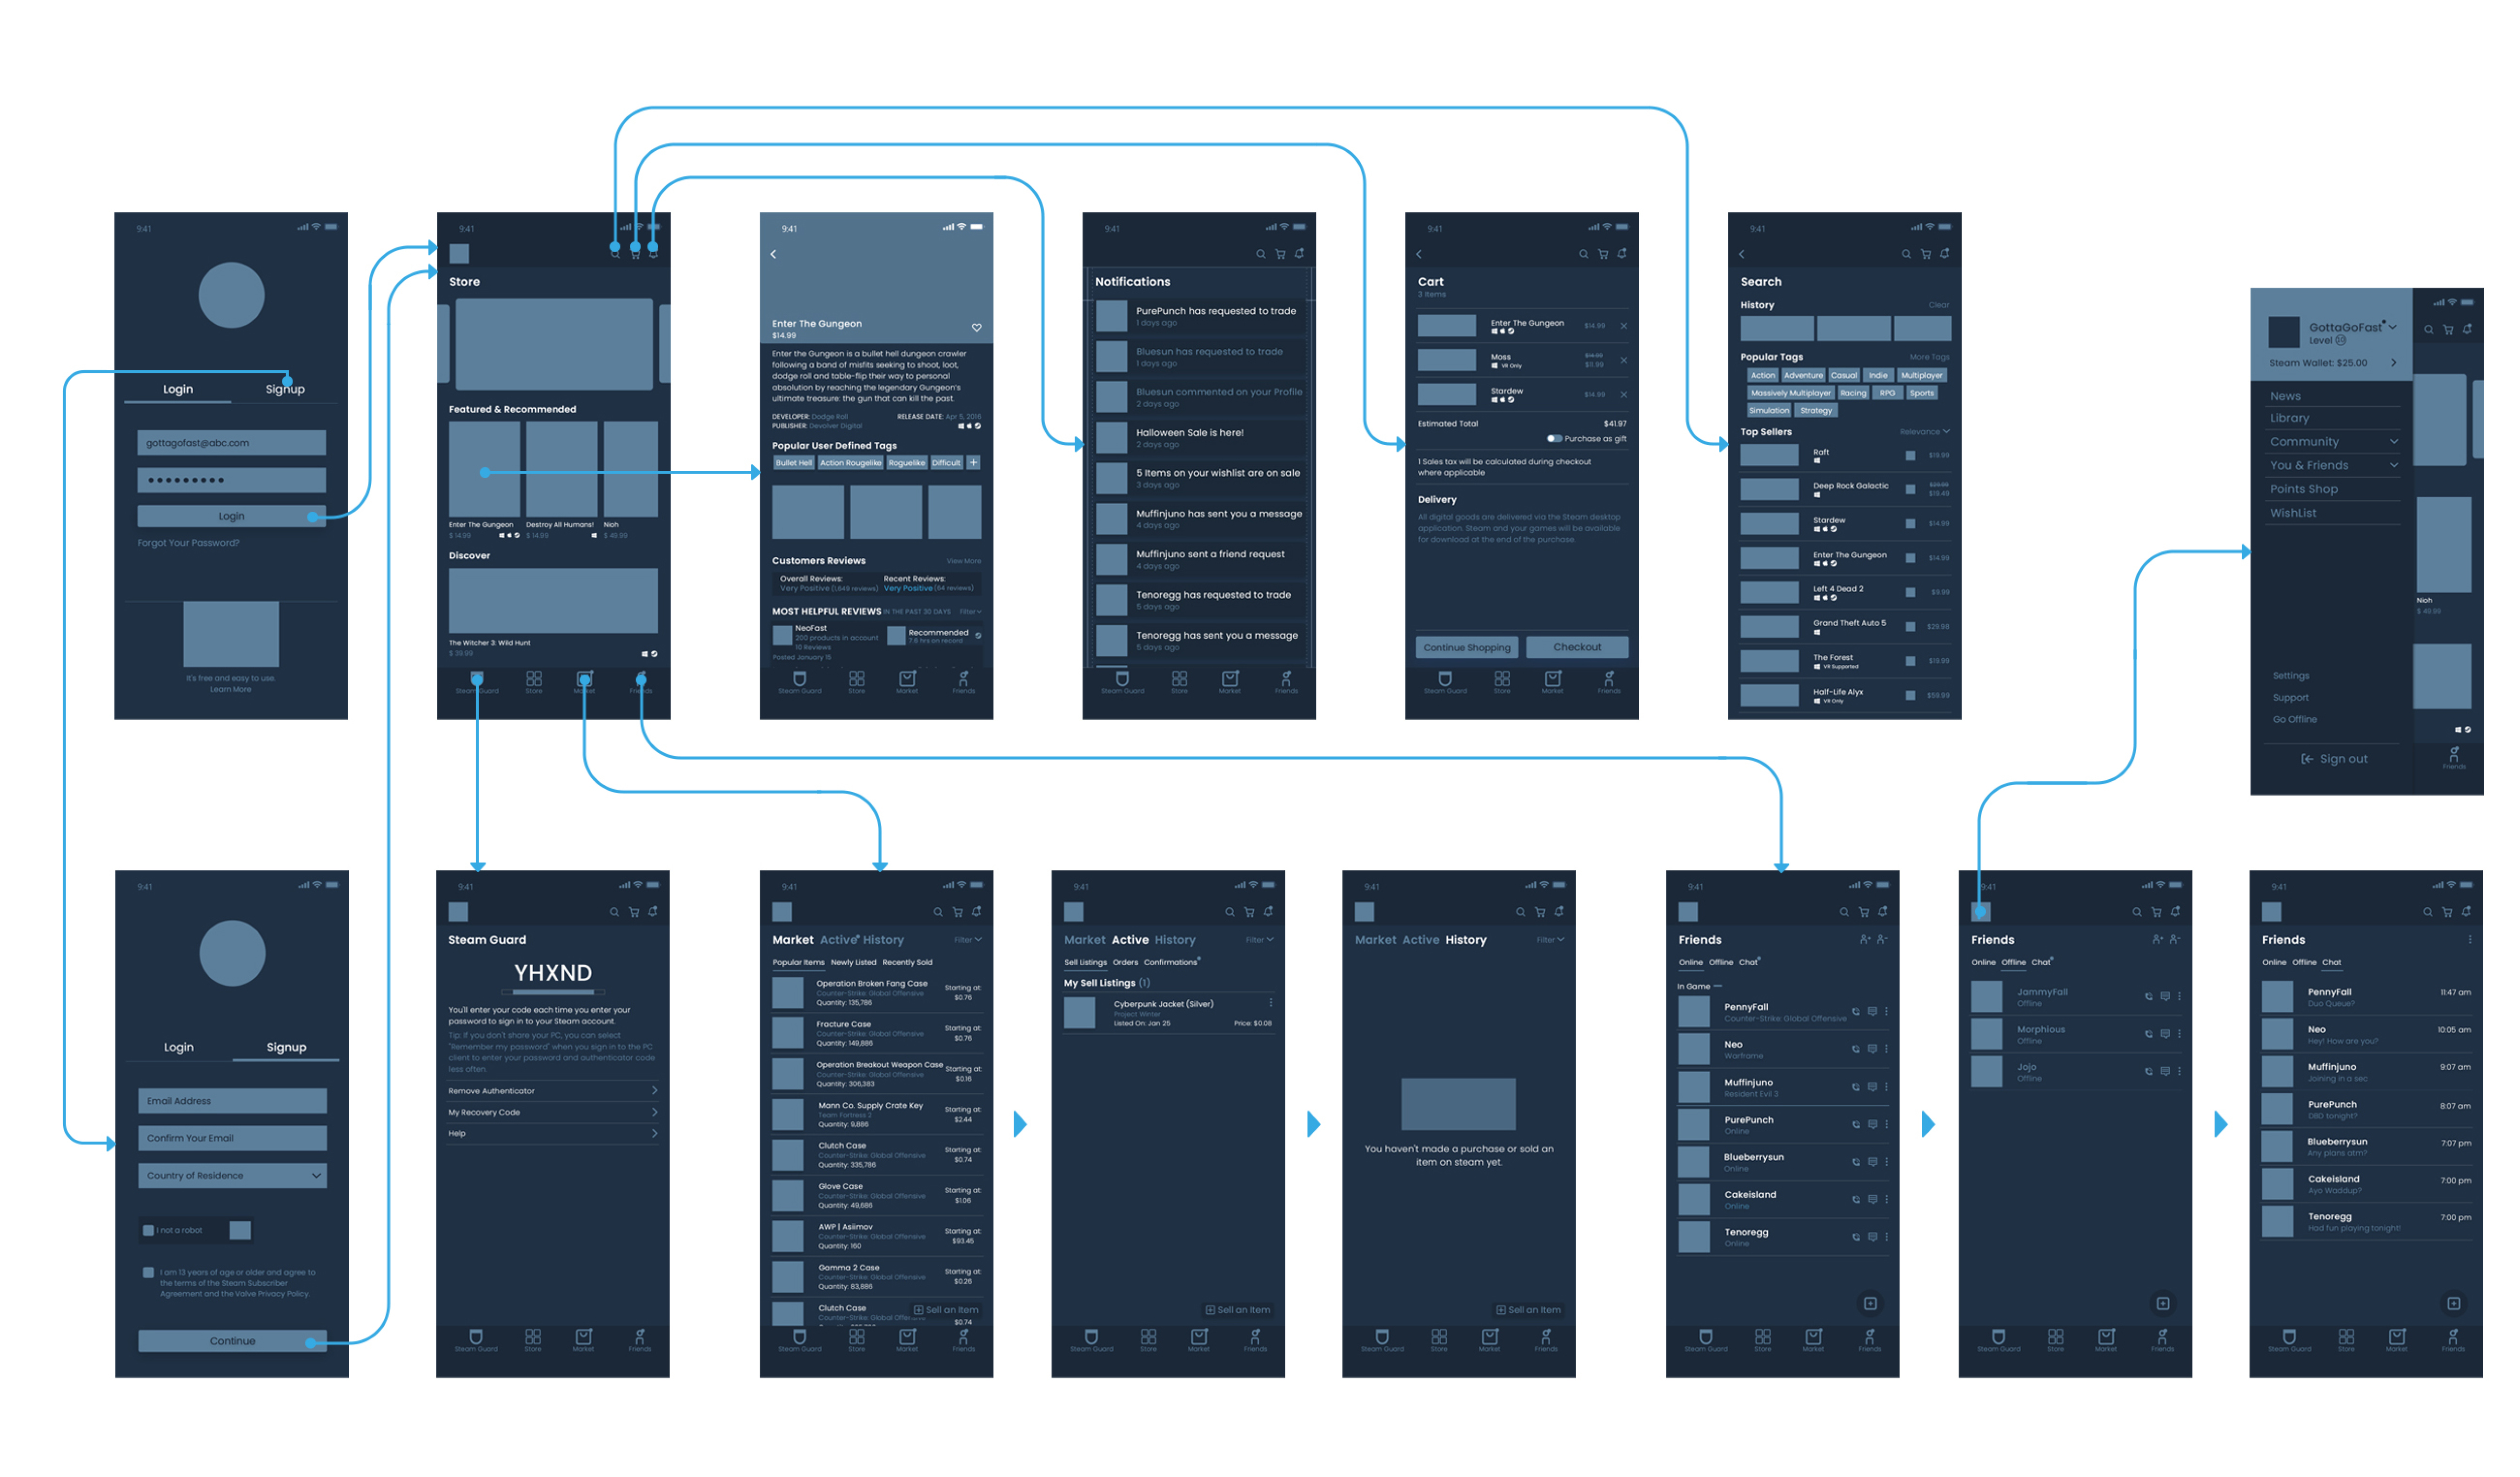 9:41
Login Signup
gottagofast@abc.com
Login
Forgot Your Password?
It's free and easy to use.
Learn More
9:41
Store
Featured & Recommended
Enter The Gungeon Destroy All Humans! Nioh
$ 14.99 $ 14.99 $ 49.99
Discover
The Witcher 3: Wild Hunt
$ 39.99
Steam Guard Store Market Friends
9:41
Enter The Gungeon
$14.99
Enter the Gungeon is a bullet hell dungeon crawler
following a band of misfits seeking to shoot, loot,
dodge roll and table-flip their way to personal
absolution by reaching the legendary Gungeon's
ultimate treasure: the gun that can kill the past.
DEVELOPER: Dodge Roll RELEASE DATE: Apr 5, 2016
PUBLISHER: Devolver Digital
Popular User Defined Tags
Bullet Hell Action Rougelike Roguelike Difficult +
Customers Reviews View More
Overall Reviews: Recent Reviews:
Very Positive (1,649 reviews) Very Positive (64 reviews)
MOST HELPFUL REVIEWS IN THE PAST 30 DAYS Filter
NeoFast Recommended
200 products in account 7.6 hrs on record
10 Reviews
Posted January 15
Steam Guard Store Market Friends
9:41
Notifications
PurePunch has requested to trade
1 days ago
Bluesun has requested to trade
1 days ago
Bluesun commented on your Profile
2 days ago
Halloween Sale is here!
2 days ago
5 Items on your wishlist are on sale
3 days ago
Muffinjuno has sent you a message
4 days ago
Muffinjuno sent a friend request
4 days ago
Tenoregg has requested to trade
5 days ago
Tenoregg has sent you a message
5 days ago
Steam Guard Store Market Friends
9:41
Cart
3 Items
Enter The Gungeon $14.99
Moss $14.99
VR Only $11.99
Stardew $14.99
Estimated Total $41.97
Purchase as gift
1 Sales tax will be calculated during checkout
where applicable
Delivery
All digital goods are delivered via the Steam desktop
application. Steam and your games will be available
for download at the end of the purchase.
Continue Shopping Checkout
Steam Guard Store Market Friends
9:41
Search
History Clear
Popular Tags More Tags
Action Adventure Casual Indie Multiplayer
Massively Multiplayer Racing RPG Sports
Simulation Strategy
Top Sellers Relevance
Raft $19.99
Deep Rock Galactic
$19.49
Stardew $14.99
Enter The Gungeon $14.99
Left 4 Dead 2 $9.99
Grand Theft Auto 5 $29.98
The Forest $19.99
VR Supported
Half-Life Alyx $59.99
VR Only
GottaGoFast
Level
Steam Wallet: $25.00
News
Library
Community
You & Friends
Points Shop
WishList
Nioh
$ 49.99
Settings
Support
Go Offline
Sign out
Friends
9:41
Login Signup
Email Address
Confirm Your Email
Country of Residence
I not a robot
I am 13 years of age or older and agree to
the terms of the Steam Subscriber
Agreement and the Valve Privacy Policy.
Continue
9:41
Steam Guard
YHXND
You'll enter your code each time you enter your
password to sign in to your Steam account.
Tip: if you don't share your PC, you can select
"Remember my password" when you sign in to the PC
client to enter your password and authenticator code
less often.
Remove Authenticator
My Recovery Code
Help
Steam Guard Store Market Friends
9:41
Market Active History Filter
Popular Items Newly Listed Recently Sold
Operation Broken Fang Case
Counter-Strike: Global Offensive
Quantity: 135,786
Starting at:
$0.76
Fracture Case
Counter-Strike: Global Offensive
Quantity: 149,886
Starting at:
$0.76
Operation Breakout Weapon Case
Counter-Strike: Global Offensive
Quantity: 306,383
Starting at:
$0.16
Mann Co. Supply Crate Key
Team Fortress 2
Quantity: 9,886
Starting at:
$2.44
Clutch Case
Counter-Strike: Global Offensive
Quantity: 335,786
Starting at:
$0.74
Glove Case
Counter-Strike: Global Offensive
Quantity: 49,686
Starting at:
$1.06
AWP | Asiimov
Counter-Strike: Global Offensive
Quantity: 160
Starting at:
$93.45
Gamma 2 Case
Counter-Strike: Global Offensive
Quantity: 83,886
Starting at:
$0.26
Clutch Case
Sell an Item
$0.74
Steam Guard Store Market Friends
9:41
Market Active History Filter
Sell Listings Orders Confirmations
My Sell Listings (1)
Cyberpunk Jacket (Silver)
Project Winter
Listed On: Jan 25 Price: $0.08
Sell an Item
Steam Guard Store Market Friends
9:41
Market Active History Filter
You haven't made a purchase or sold an
item on steam yet.
Sell an Item
Steam Guard Store Market Friends
9:41
Friends
Online Offline Chat
In Game
PennyFall
Counter-Strike: Global Offensive
Neo
Warframe
Muffinjuno
Resident Evil 3
PurePunch
Online
Blueberrysun
Online
Cakeisland
Online
Tenoregg
Online
Steam Guard Store Market Friends
9:41
Friends
Online Offline Chat
JammyFall
Offline
Morphious
Offline
Jojo
Offline
Steam Guard Store Market Friends
9:41
Friends
Online Offline Chat
PennyFall 11:47 am
Duo Queue?
Neo 10:05 am
Hey! How are you?
Muffinjuno 9:07 am
Joining in a sec
PurePunch 8:07 am
DBD tonight?
Blueberrysun 7:07 pm
Any plans atm?
Cakeisland 7:00 pm
Ayo Waddup?
Tenoregg 7:00 pm
Had fun playing tonight!
Steam Guard Store Market Friends